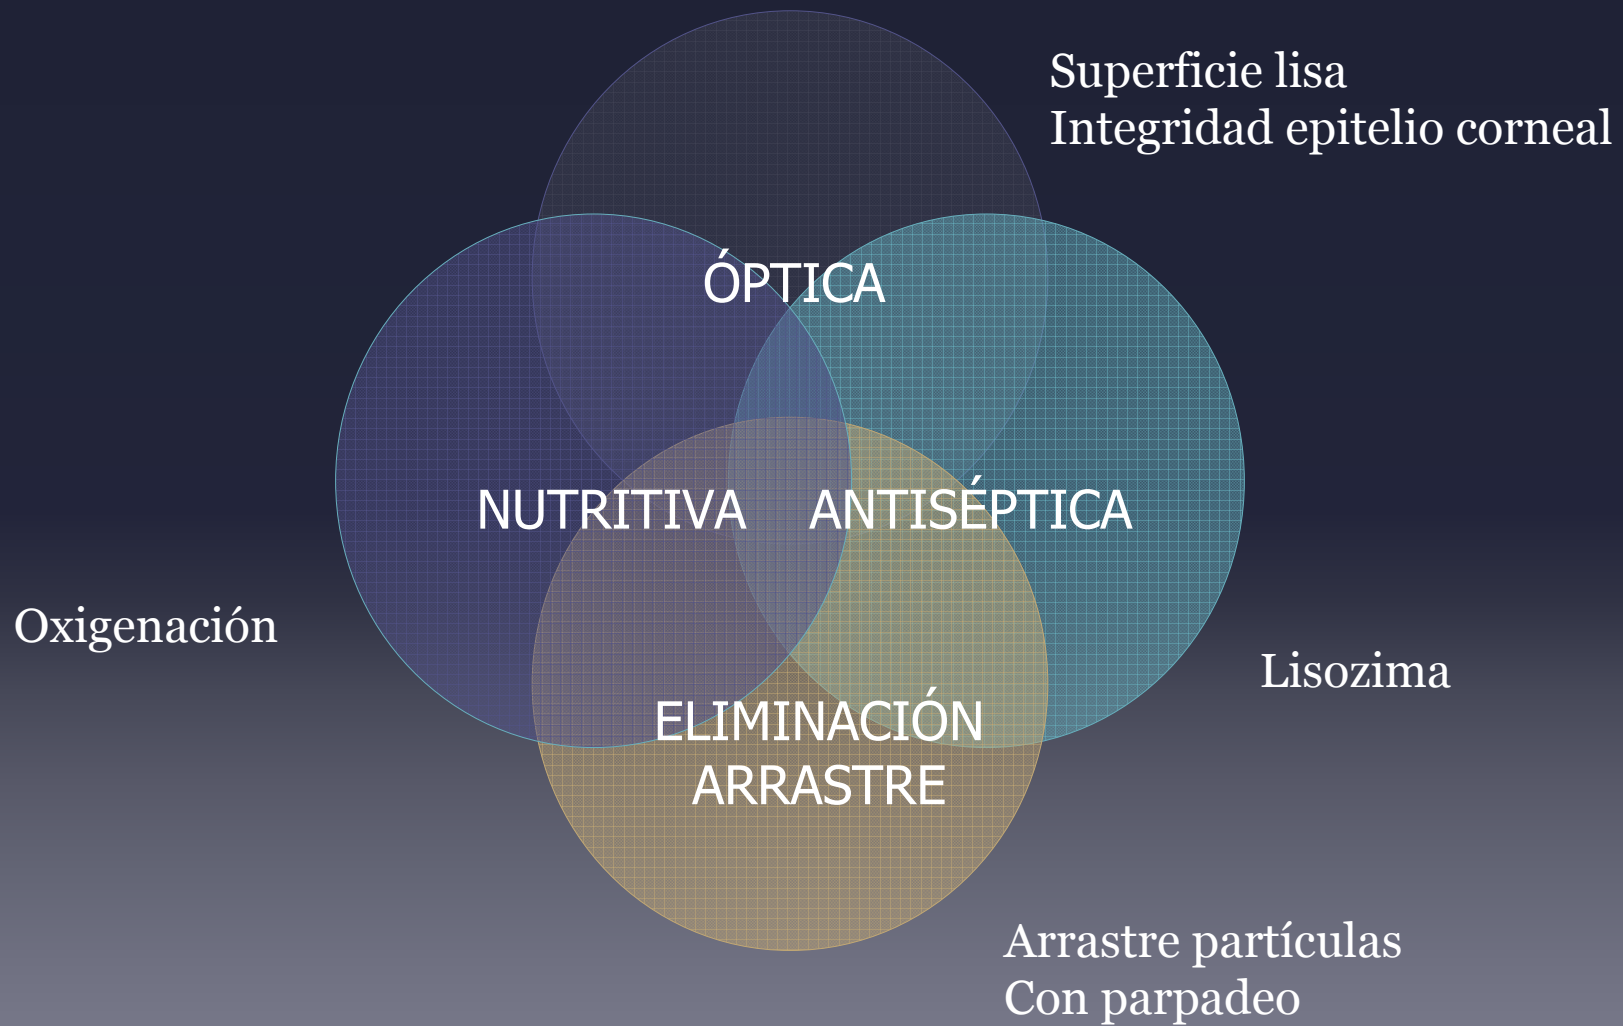 Superficie lisa
Integridad epitelio corneal
ÓPTICA
NUTRITIVA
ANTISÉPTICA
Oxigenación
Lisozima
ELIMINACIÓN
ARRASTRE
Arrastre partículas
Con parpadeo